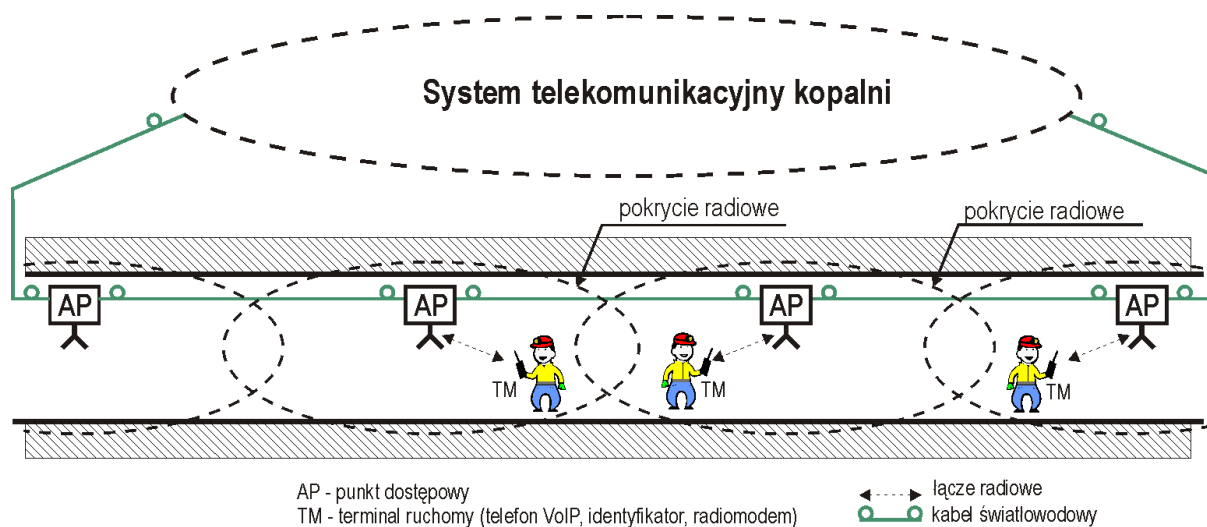 System telekomunikacyjny kopalni
pokrycie radiowe
pokrycie radiowe
AP
AP
AP
AP
TM
TM
TM
AP - punkt dostępowy
TM - terminal ruchomy (telefon VoIP, identyfikator, radiomodem)
łącze radiowe
kabel światłowodowy